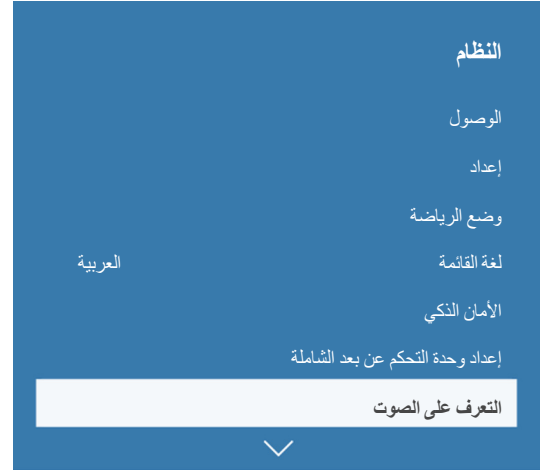 النظام
الوصول
إعداد
وضع الرياضة
لغة القائمة العربية
الأمان الذكي
إعداد وحدة التحكم عن بعد الشاملة
التعرف على الصوت